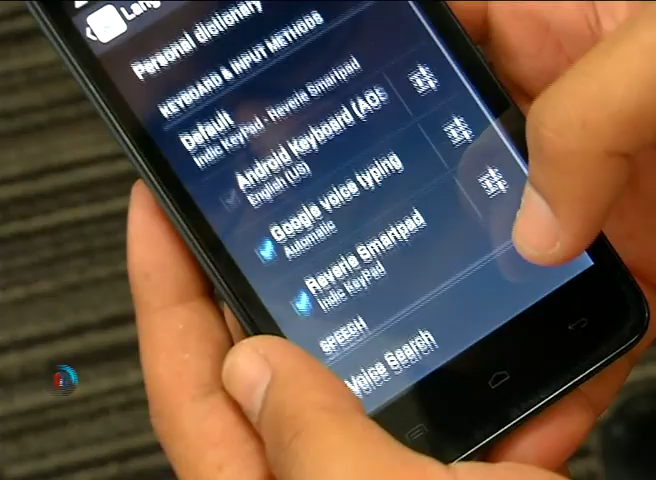 Lang
Personal dictionary
KEYBOARD & INPUT METHODS
Default
Indic KeyPad - Reverie Smartpad
Android Keyboard (AOS
English (US)
Google voice typing
Automatic
Reverie Smartpad
Indic KeyPad
SPEECH
Voice Search